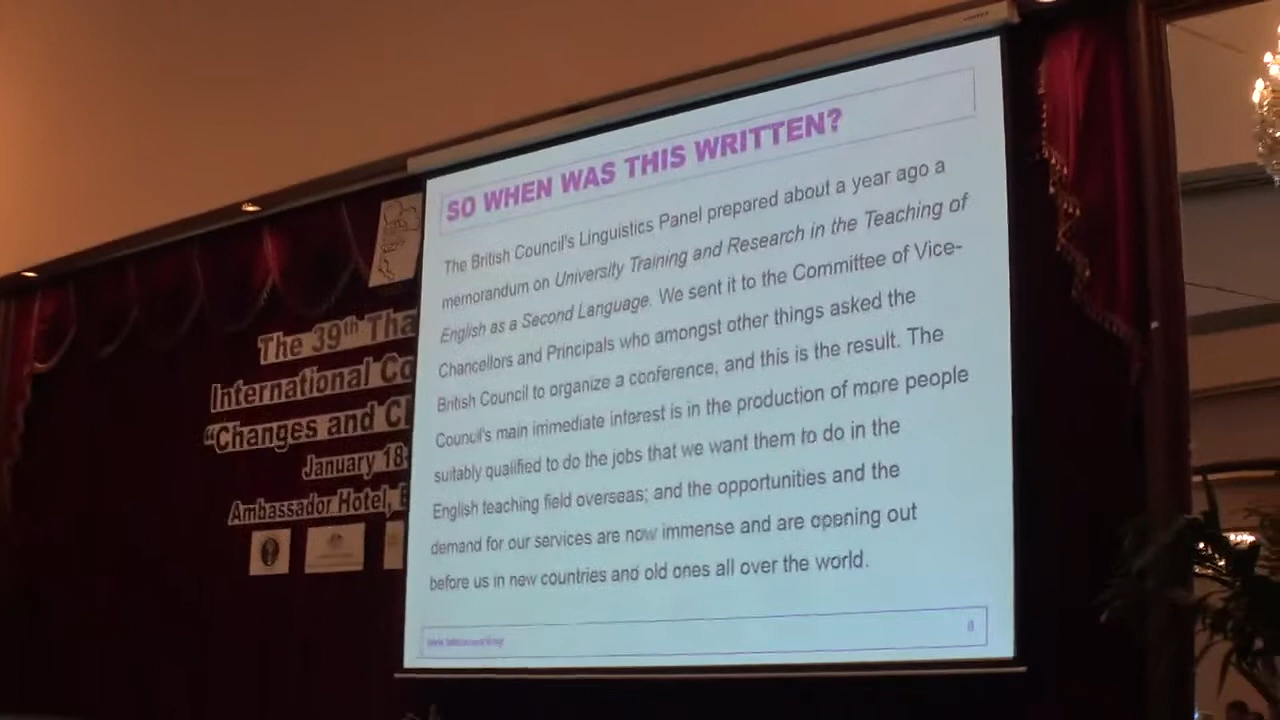 SO WHEN WAS THIS WRITTEN?
The British Council's Linguistics Panel prepared about a year ago a
memorandum on University Training and Research in the Teaching of
English as a Second Language. We sent it to the Committee of Vice-
Chancellors and Principals who amongst other things asked the
British Council to organize a conference, and this is the result. The
Council's main immediate interest is in the production of more people
suitably qualified to do the jobs that we want them to do in the
English teaching field overseas; and the opportunities and the
demand for our services are now immense and are opening out
before us in new countries and old ones all over the world.
The 39th Tha
International Co
"Changes and Cl
January 18
Ambassador Hotel,